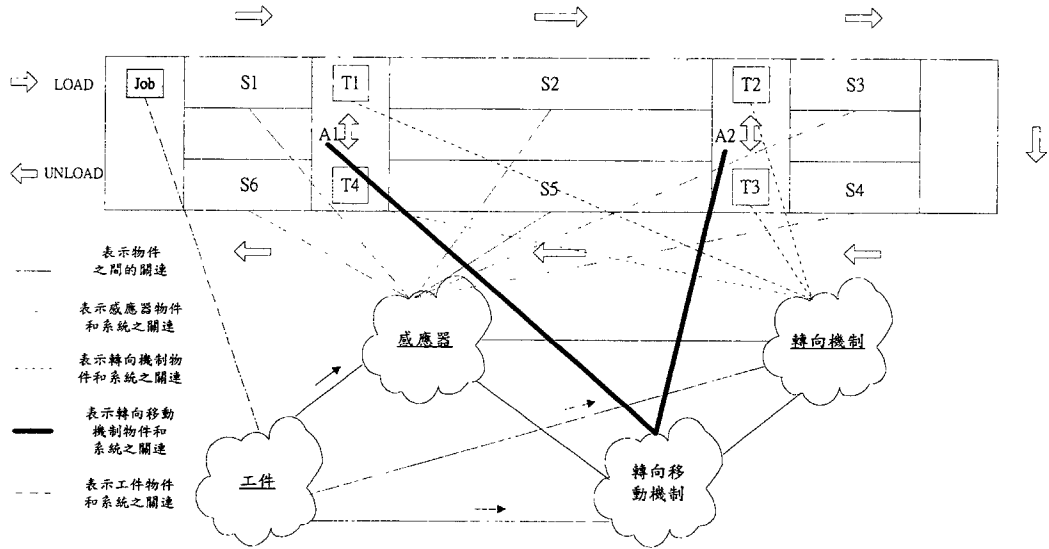 LOAD
Job
S1
T1
S2
T2
S3
A1
A2
UNLOAD
S6
T4
S5
T3
S4
表示物件
之間的關連
表示感應器物件
和系統之關連
表示轉向機制物
件和系統之關連
表示轉向移動
機制物件和
系統之關連
表示工件物件
和系統之關連
感應器
轉向機制
工件
轉向移
動機制